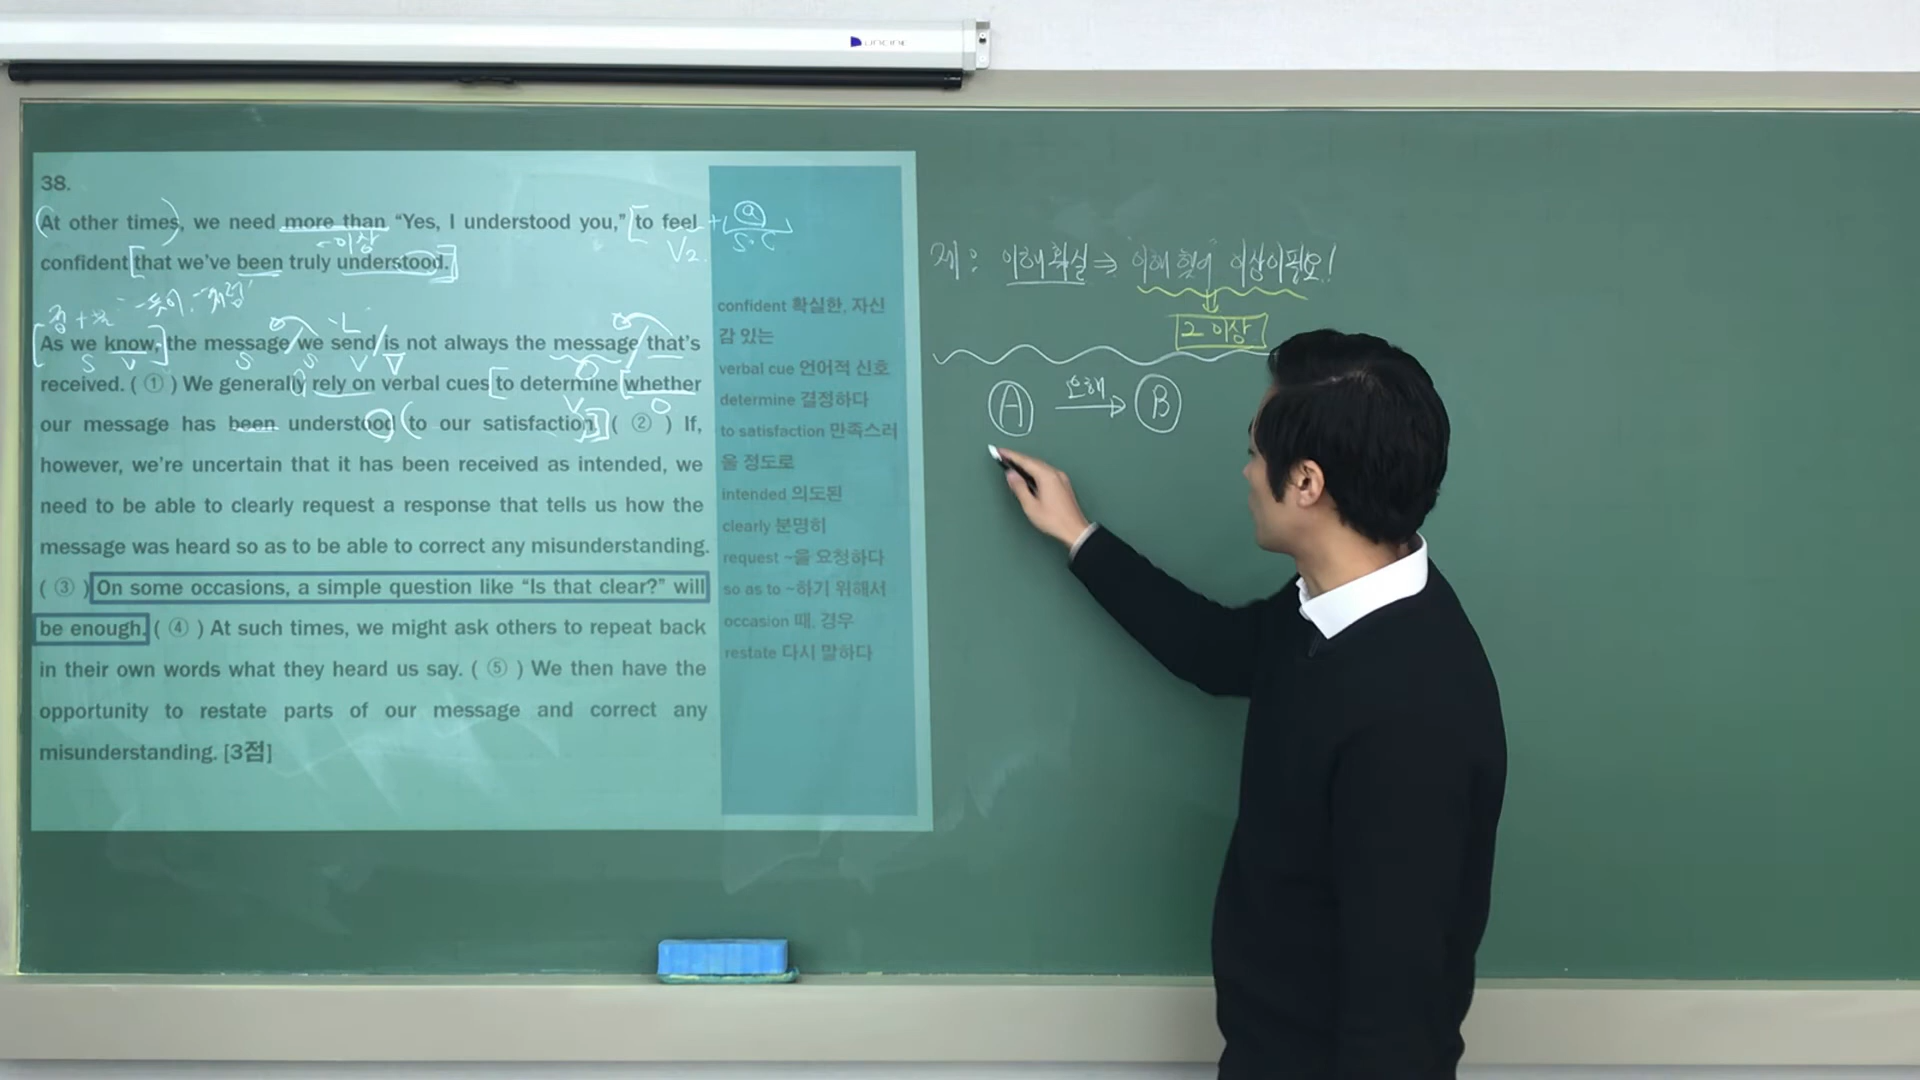 UNCINE
38.
At other times, we need more than “Yes, I understood you,” to feel
confident that we’ve been truly understood.
As we know, the message we send is not always the message that’s
received. ( ① ) We generally rely on verbal cues to determine whether
our message has been understood to our satisfaction. ( ② ) If,
however, we’re uncertain that it has been received as intended, we
need to be able to clearly request a response that tells us how the
message was heard so as to be able to correct any misunderstanding.
( ③ ) On some occasions, a simple question like “Is that clear?” will
be enough. ( ④ ) At such times, we might ask others to repeat back
in their own words what they heard us say. ( ⑤ ) We then have the
opportunity to restate parts of our message and correct any
misunderstanding. [3점]
confident 확실한, 자신
감 있는
verbal cue 언어적 신호
determine 결정하다
to satisfaction 만족스러
울 정도로
intended 의도된
clearly 분명히
request ~을 요청하다
so as to ~하기 위해서
occasion 때, 경우
restate 다시 말하다
+ a
S·C
V2.
~이상
S V S S V V O
V O
제: 이해 확실 ⇒ 이해 했어 이상이 필요!
2 이상
A 오해 B